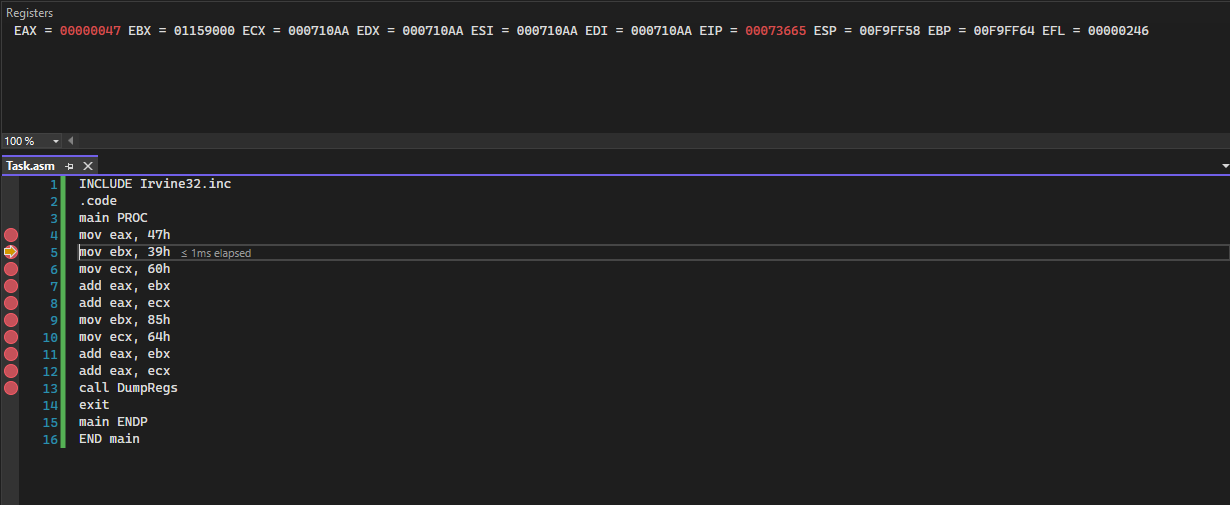 Registers
EAX = 00000047 EBX = 01159000 ECX = 000710AA EDX = 000710AA ESI = 000710AA EDI = 000710AA EIP = 00073665 ESP = 00F9FF58 EBP = 00F9FF64 EFL = 00000246
100 %
Task.asm
1 INCLUDE Irvine32.inc
2 .code
3 main PROC
4 mov eax, 47h
5 mov ebx, 39h ≤ 1ms elapsed
6 mov ecx, 60h
7 add eax, ebx
8 add eax, ecx
9 mov ebx, 85h
10 mov ecx, 64h
11 add eax, ebx
12 add eax, ecx
13 call DumpRegs
14 exit
15 main ENDP
16 END main